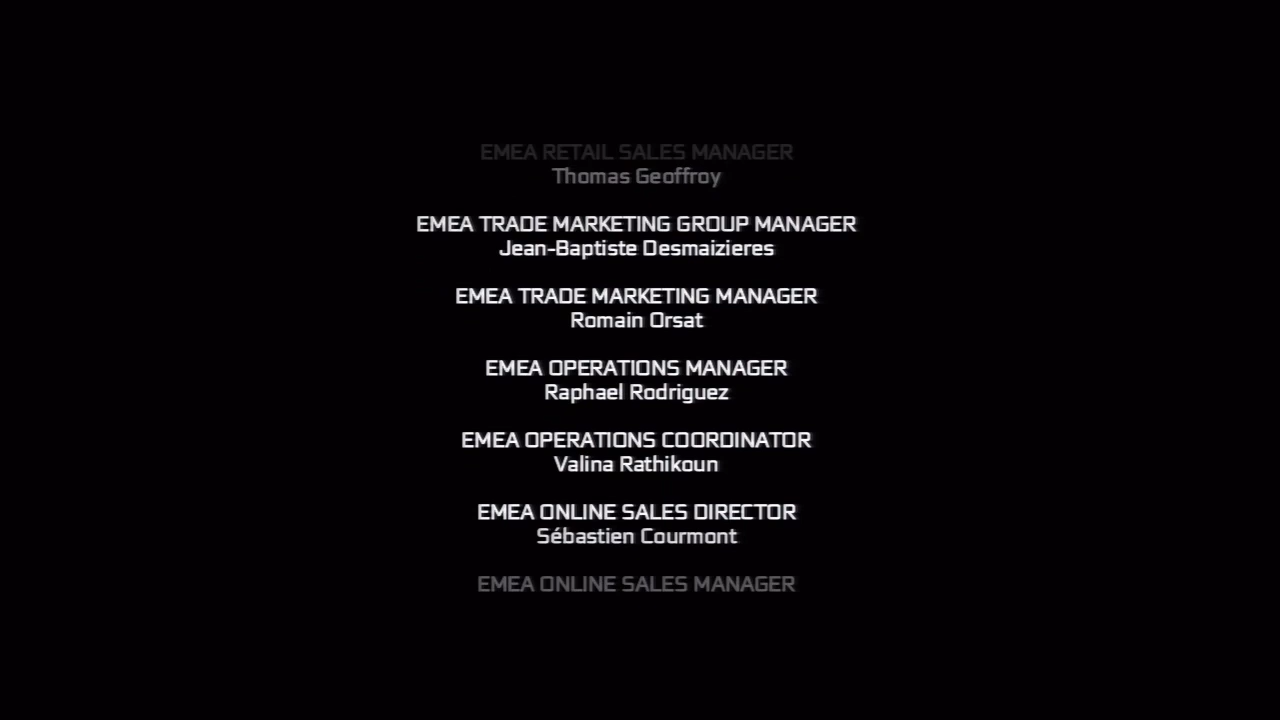 EMEA RETAIL SALES MANAGER
Thomas Geoffroy
EMEA TRADE MARKETING GROUP MANAGER
Jean-Baptiste Desmaizieres
EMEA TRADE MARKETING MANAGER
Romain Orsat
EMEA OPERATIONS MANAGER
Raphael Rodriguez
EMEA OPERATIONS COORDINATOR
Valina Rathikoun
EMEA ONLINE SALES DIRECTOR
Sébastien Courmont
EMEA ONLINE SALES MANAGER